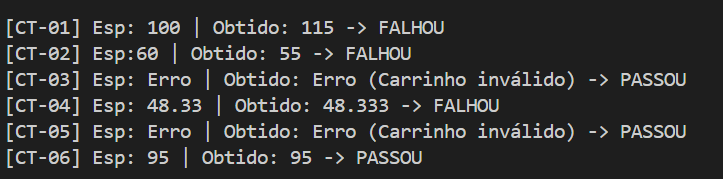 [CT-01] Esp: 100 | Obtido: 115 -> FALHOU
[CT-02] Esp:60 | Obtido: 55 -> FALHOU
[CT-03] Esp: Erro | Obtido: Erro (Carrinho inválido) -> PASSOU
[CT-04] Esp: 48.33 | Obtido: 48.333 -> FALHOU
[CT-05] Esp: Erro | Obtido: Erro (Carrinho inválido) -> PASSOU
[CT-06] Esp: 95 | Obtido: 95 -> PASSOU